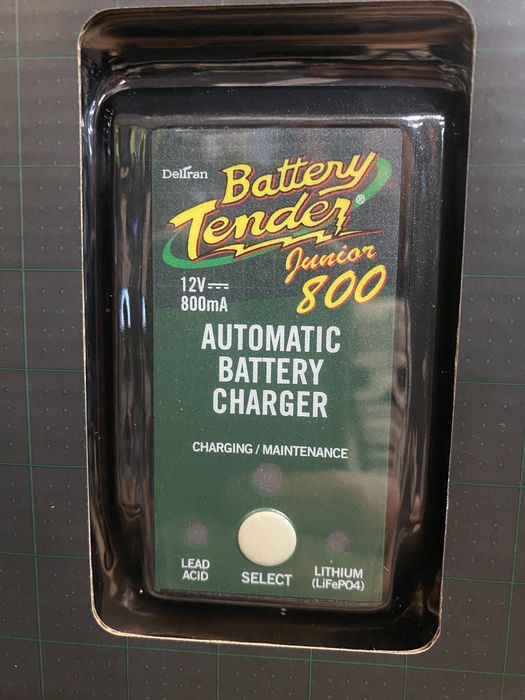 Deltran
Battery
Tender®
Junior
800
12V⎓
800mA
AUTOMATIC
BATTERY
CHARGER
CHARGING / MAINTENANCE
LEAD
ACID
SELECT
LITHIUM
(LiFePO4)